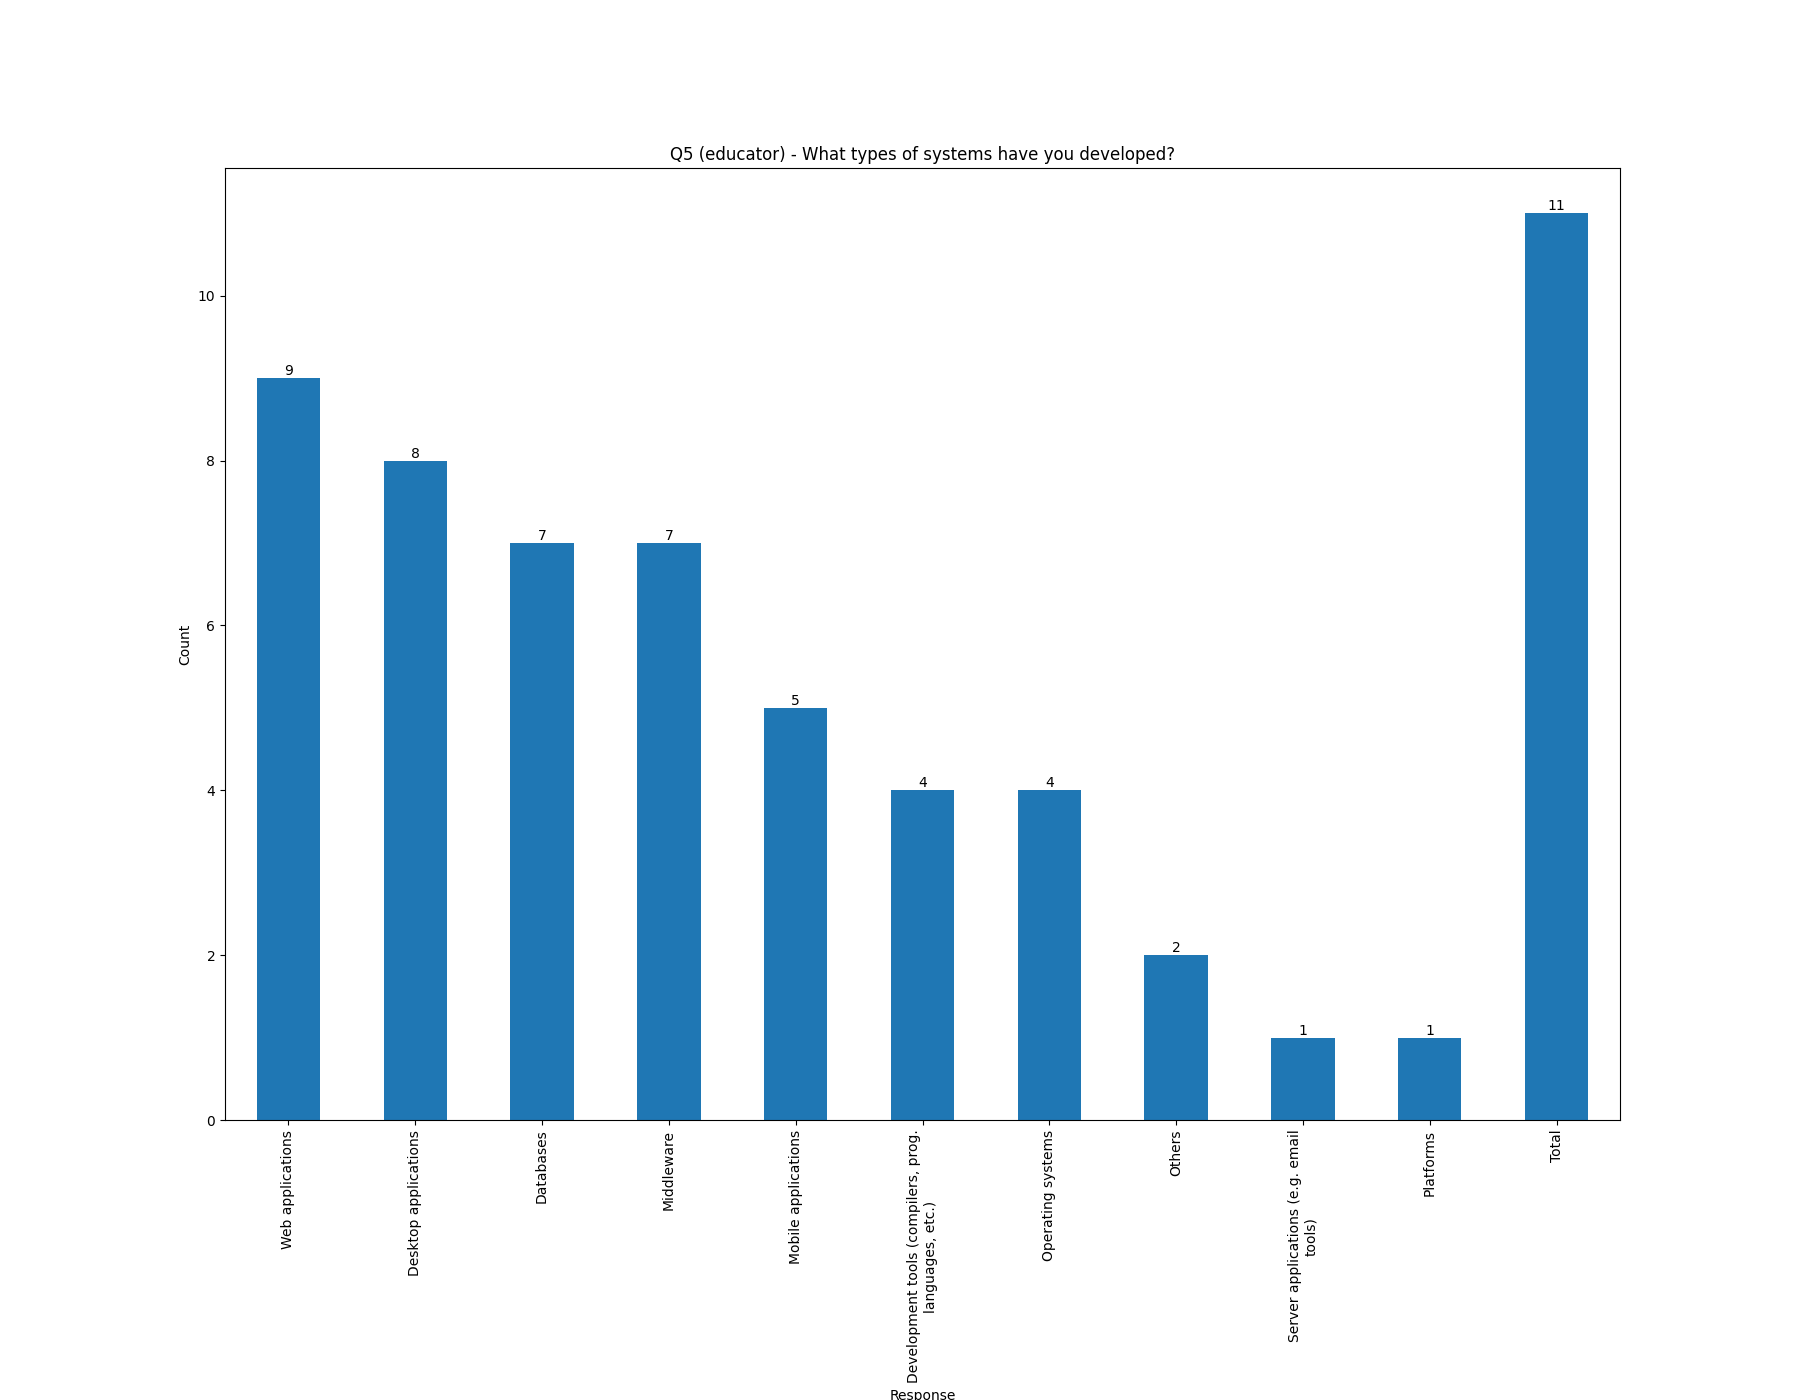 Q5 (educator) - What types of systems have you developed?
11
10
9
8
8
7
7
6
Count
5
4
4
4
2
2
1
1
0
Web applications
Desktop applications
Databases
Middleware
Mobile applications
Development tools (compilers, prog.
languages, etc.)
Operating systems
Others
Server applications (e.g. email
tools)
Platforms
Total
Response